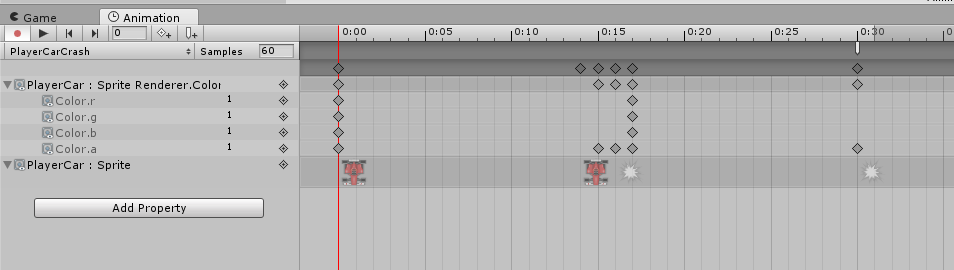 Game
Animation
0
PlayerCarCrash
Samples
60
0:00
0:05
0:10
0:15
0:20
0:25
0:30
PlayerCar : Sprite Renderer.Color
1
Color.r
1
Color.g
1
Color.b
1
Color.a
1
PlayerCar : Sprite
Add Property